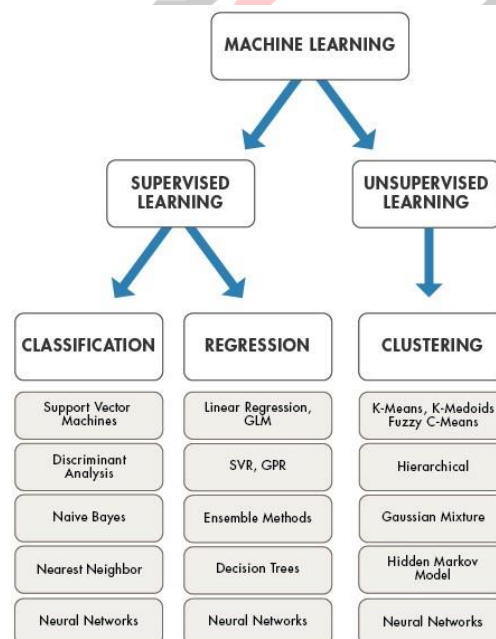 MACHINE LEARNING
SUPERVISED
LEARNING
UNSUPERVISED
LEARNING
CLASSIFICATION
Support Vector
Machines
Discriminant
Analysis
Naive Bayes
Nearest Neighbor
Neural Networks
REGRESSION
Linear Regression,
GLM
SVR, GPR
Ensemble Methods
Decision Trees
Neural Networks
CLUSTERING
K-Means, K-Medoids
Fuzzy C-Means
Hierarchical
Gaussian Mixture
Hidden Markov
Model
Neural Networks